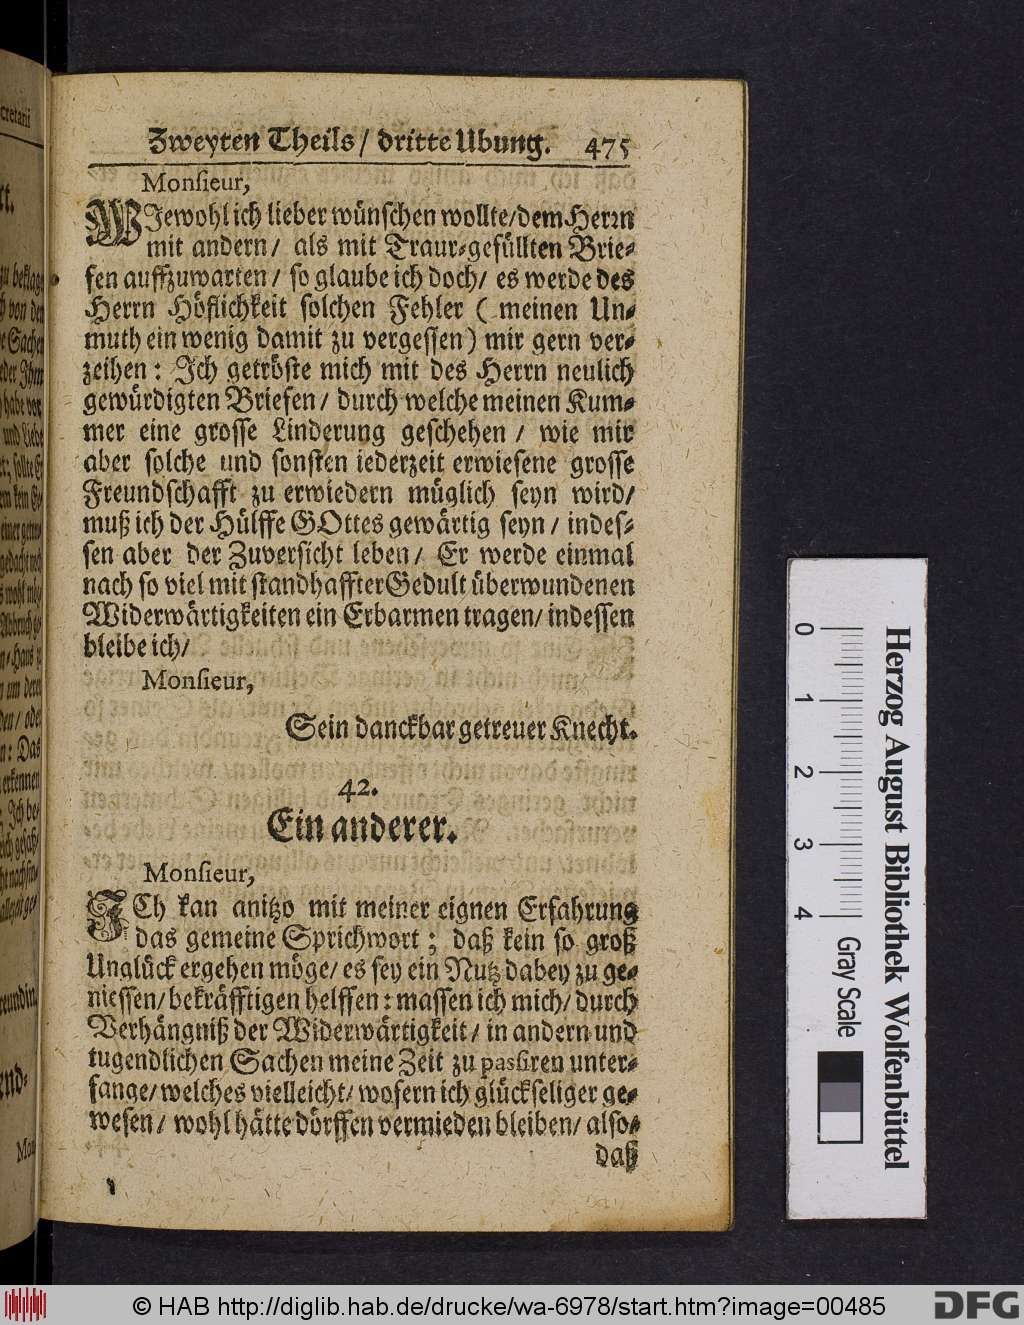 Zweyten Theils / dritte Ubung. 475
Monsieur,
WJewohl ich lieber wünschen wollte/dem Herrn
mit andern/ als mit Traur-gefüllten Brie-
fen auffzuwarten / so glaube ich doch/ es werde des
Herrn Höflichkeit solchen Fehler ( meinen Un-
muth ein wenig damit zu vergessen) mir gern ver-
zeihen: Jch getröste mich mit des Herrn neulich
gewürdigten Briefen / durch welche meinen Kum-
mer eine grosse Linderung geschehen / wie mir
aber solche und sonsten iederzeit erwiesene grosse
Freundschafft zu erwiedern müglich seyn wird/
muß ich der Hülffe GOttes gewärtig seyn / indes-
sen aber der Zuversicht leben / Er werde einmal
nach so viel mit standhaffter Gedult überwundenen
Widerwärtigkeiten ein Erbarmen tragen/ indessen
bleibe ich/
Monsieur,
Sein danckbar getreuer Knecht.
42.
Ein anderer.
Monsieur,
JCh kan anitzo mit meiner eignen Erfahrung
das gemeine Sprichwort; daß kein so groß
Unglück ergehen möge/ es sey ein Nutz dabey zu ge-
niessen/ bekräfftigen helffen: massen ich mich/ durch
Verhängniß der Widerwärtigkeit / in andern und
tugendlichen Sachen meine Zeit zu passiren unter-
fange/ welches vielleicht/ wofern ich glückseliger ge-
wesen / wohl hätte dörffen vermieden bleiben/ also-
daß
0 1 2 3 4
Gray Scale
Herzog August Bibliothek Wolfenbüttel
© HAB http://diglib.hab.de/drucke/wa-6978/start.htm?image=00485
DFG